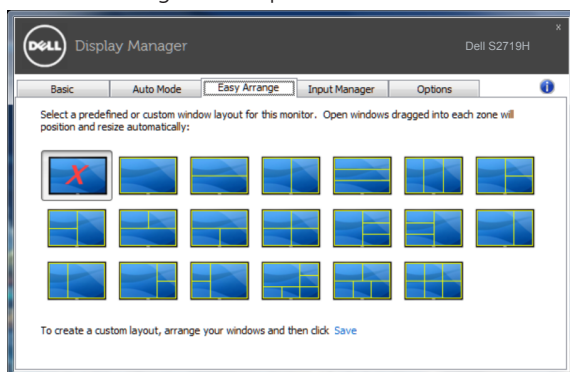 DELL Display Manager Dell S2719H x
Basic Auto Mode Easy Arrange Input Manager Options i
Select a predefined or custom window layout for this monitor. Open windows dragged into each zone will
position and resize automatically:
X
To create a custom layout, arrange your windows and then click Save